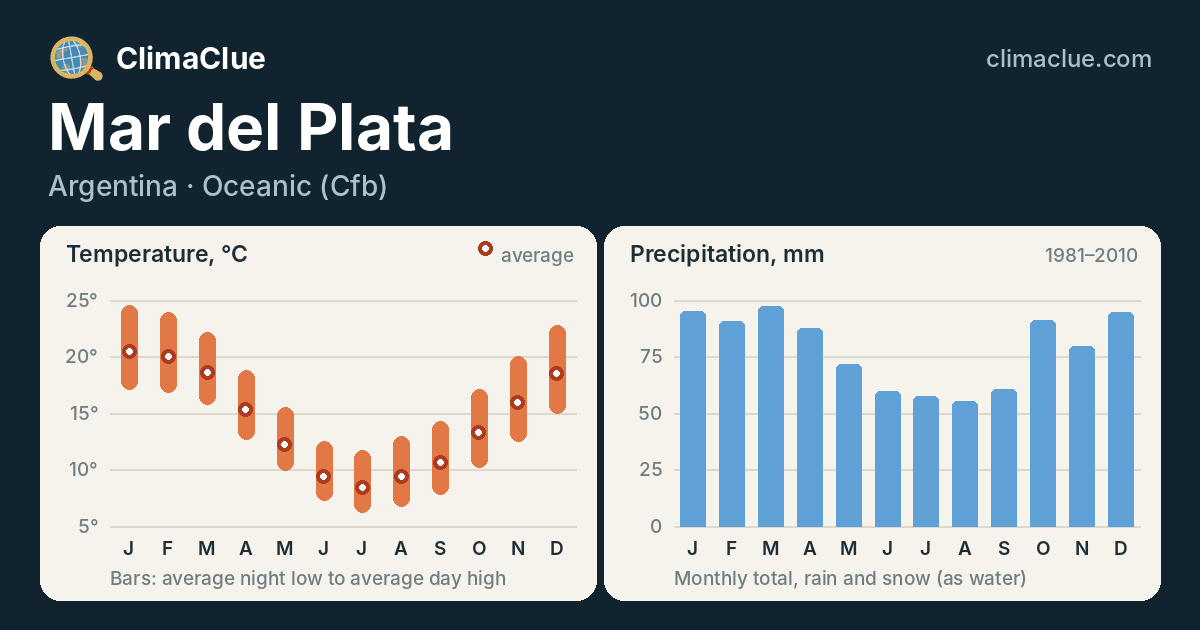 ClimaClue
climaclue.com
Mar del Plata
Argentina · Oceanic (Cfb)
Temperature, °C
average
25°
20°
15°
10°
5°
J F M A M J J A S O N D
Bars: average night low to average day high
Precipitation, mm
1981–2010
100
75
50
25
0
J F M A M J J A S O N D
Monthly total, rain and snow (as water)